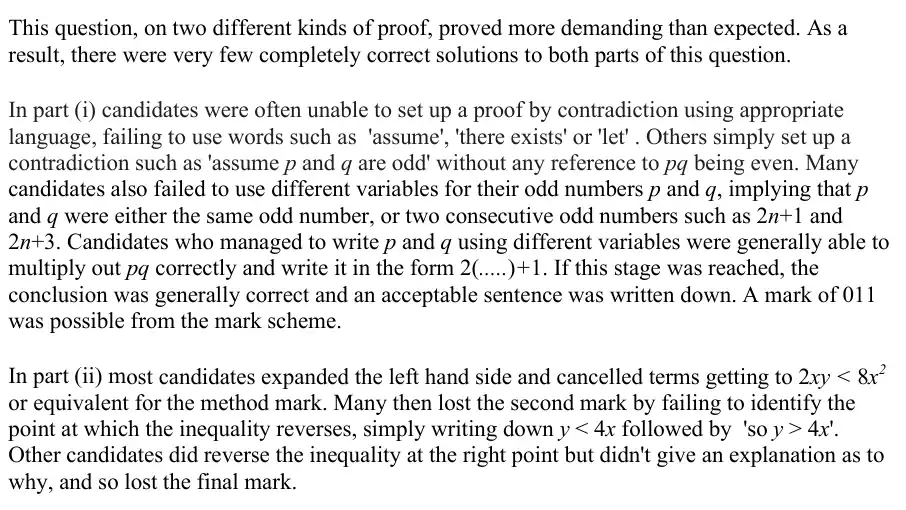 This question, on two different kinds of proof, proved more demanding than expected. As a
result, there were very few completely correct solutions to both parts of this question.
In part (i) candidates were often unable to set up a proof by contradiction using appropriate
language, failing to use words such as 'assume', 'there exists' or 'let' . Others simply set up a
contradiction such as 'assume p and q are odd' without any reference to pq being even. Many
candidates also failed to use different variables for their odd numbers p and q, implying that p
and q were either the same odd number, or two consecutive odd numbers such as 2n+1 and
2n+3. Candidates who managed to write p and q using different variables were generally able to
multiply out pq correctly and write it in the form 2(.....)+1. If this stage was reached, the
conclusion was generally correct and an acceptable sentence was written down. A mark of 011
was possible from the mark scheme.
In part (ii) most candidates expanded the left hand side and cancelled terms getting to 2xy < 8x²
or equivalent for the method mark. Many then lost the second mark by failing to identify the
point at which the inequality reverses, simply writing down y < 4x followed by 'so y > 4x'.
Other candidates did reverse the inequality at the right point but didn't give an explanation as to
why, and so lost the final mark.